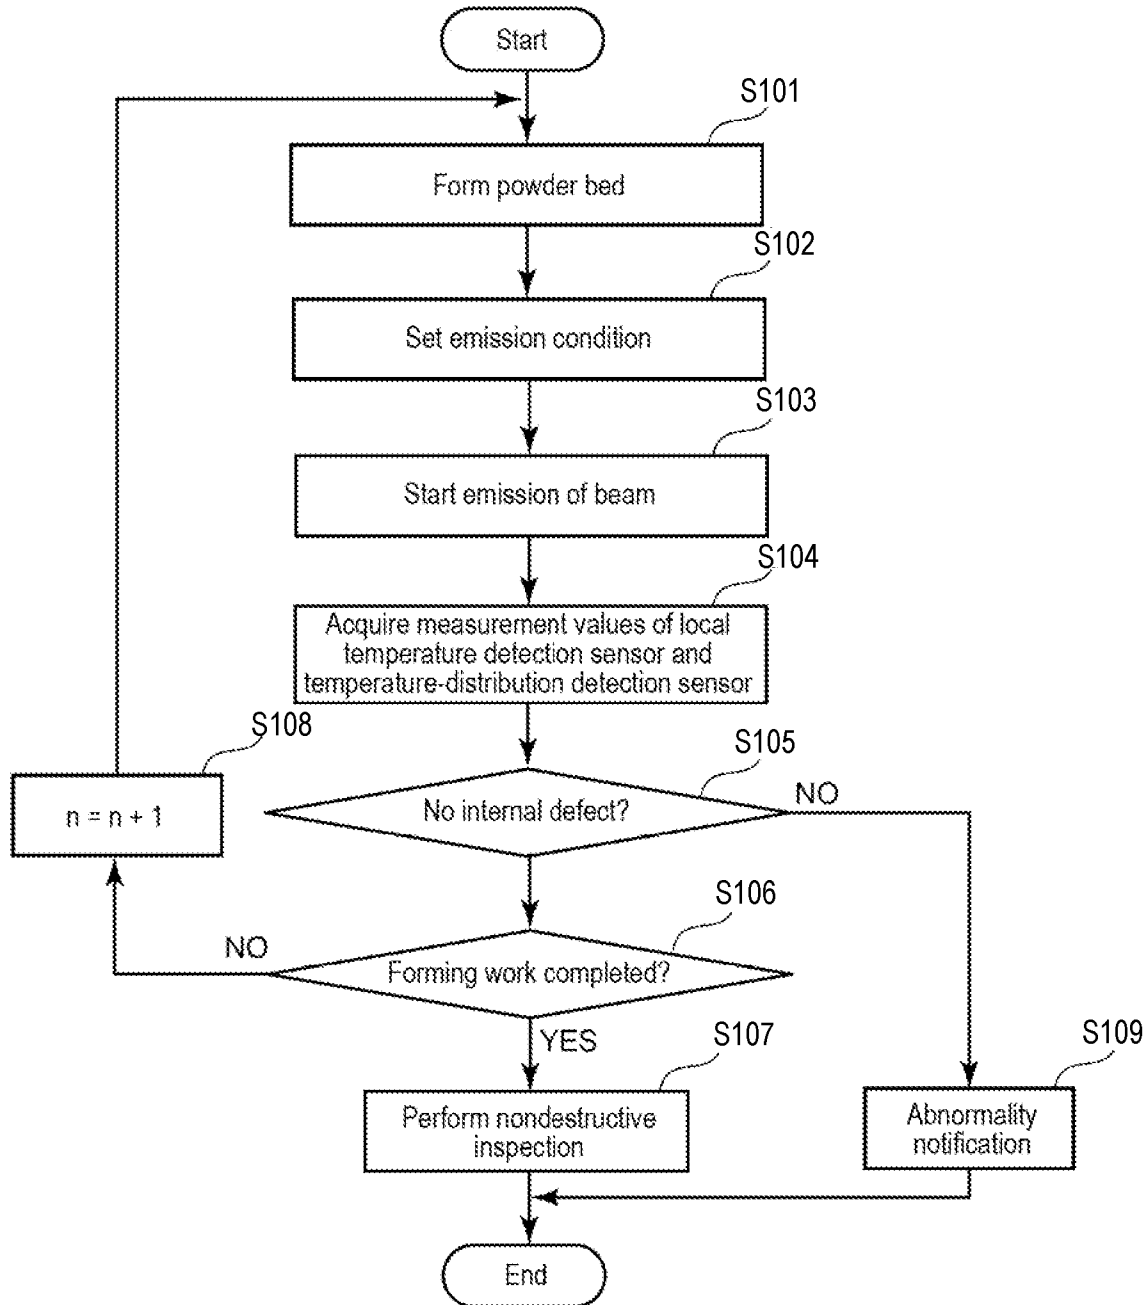 Start
S101
Form powder bed
S102
Set emission condition
S103
Start emission of beam
S104
Acquire measurement values of local
temperature detection sensor and
temperature-distribution detection sensor
S108
n = n + 1
S105
No internal defect?
NO
S106
Forming work completed?
NO
YES
S107
Perform nondestructive
inspection
S109
Abnormality
notification
End